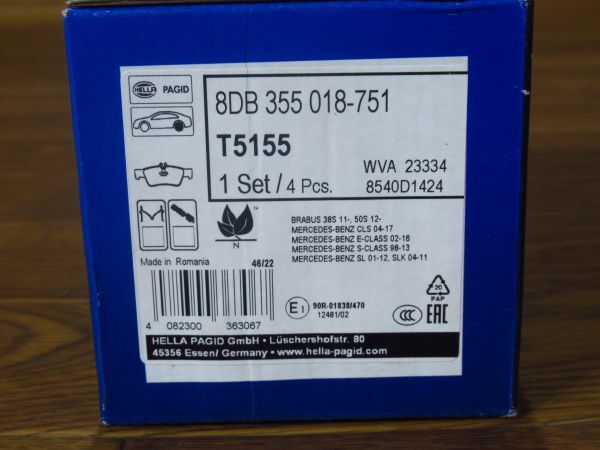 HELLA PAGID
8DB 355 018-751
T5155
WVA 23334
1 Set / 4 Pcs. 8540D1424
N
BRABUS 38S 11-, 50S 12-
MERCEDES-BENZ CLS 04-17
MERCEDES-BENZ E-CLASS 02-16
MERCEDES-BENZ S-CLASS 98-13
MERCEDES-BENZ SL 01-12, SLK 04-11
Made in Romania 46/22
20
PAP
E1
90R-01838/470
12481/02
CCC
EAC
4 082300 363067
HELLA PAGID GmbH • Lüschershofstr. 80
45356 Essen/ Germany • www.hella-pagid.com